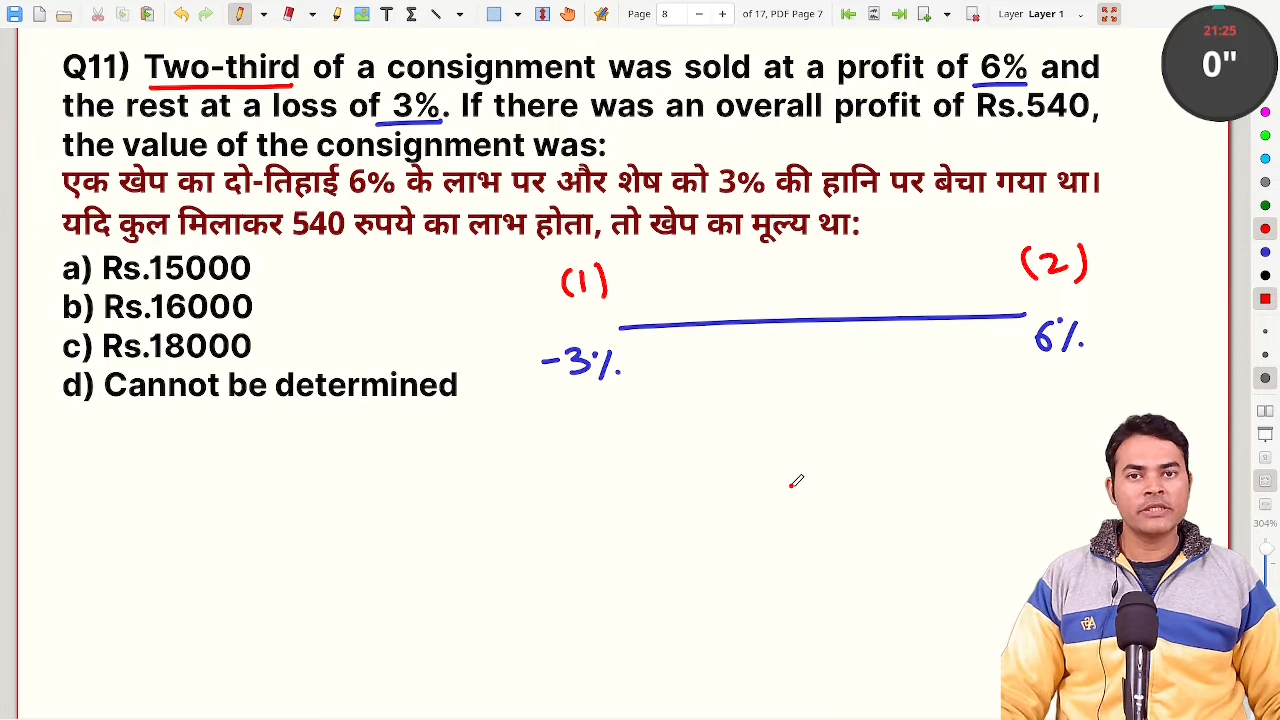 Page 8 of 17 PDF Page 7 Layer Layer 1
21:25
0"
Q11) Two-third of a consignment was sold at a profit of 6% and
the rest at a loss of 3%. If there was an overall profit of Rs.540,
the value of the consignment was:
एक खेप का दो-तिहाई 6% के लाभ पर और शेष को 3% की हानि पर बेचा गया था।
यदि कुल मिलाकर 540 रुपये का लाभ होता, तो खेप का मूल्य था:
a) Rs.15000
b) Rs.16000
c) Rs.18000
d) Cannot be determined
(1) (2)
-3% 6%
304%